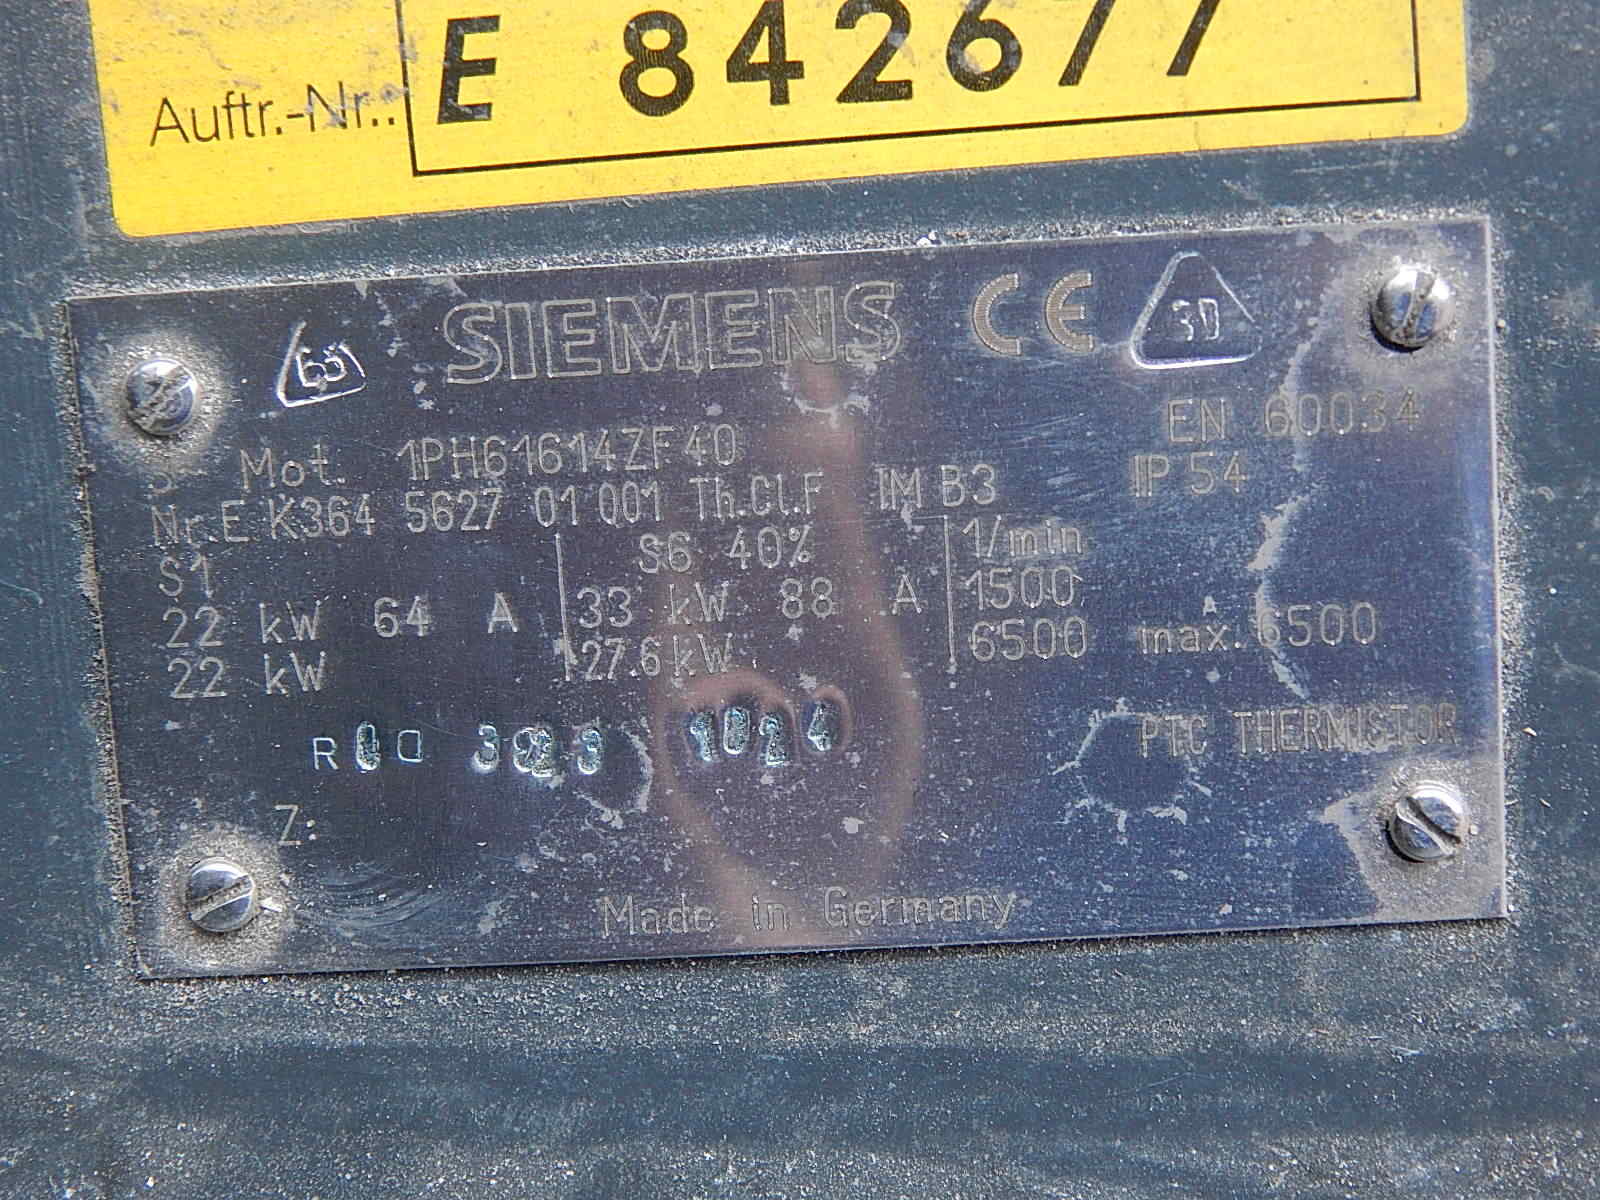 Auftr.-Nr.: E 842677
SIEMENS CE
EN 60034
3~ Mot. 1PH61614ZF40 IP 54
Nr.E K364 5627 01 001 Th.Cl.F IM B3
S1 S6 40% 1/min
22 kW 64 A 33 kW 88 A 1500
22 kW 27.6 kW 6500 max. 6500
PTC THERMISTOR
Z:
Made in Germany